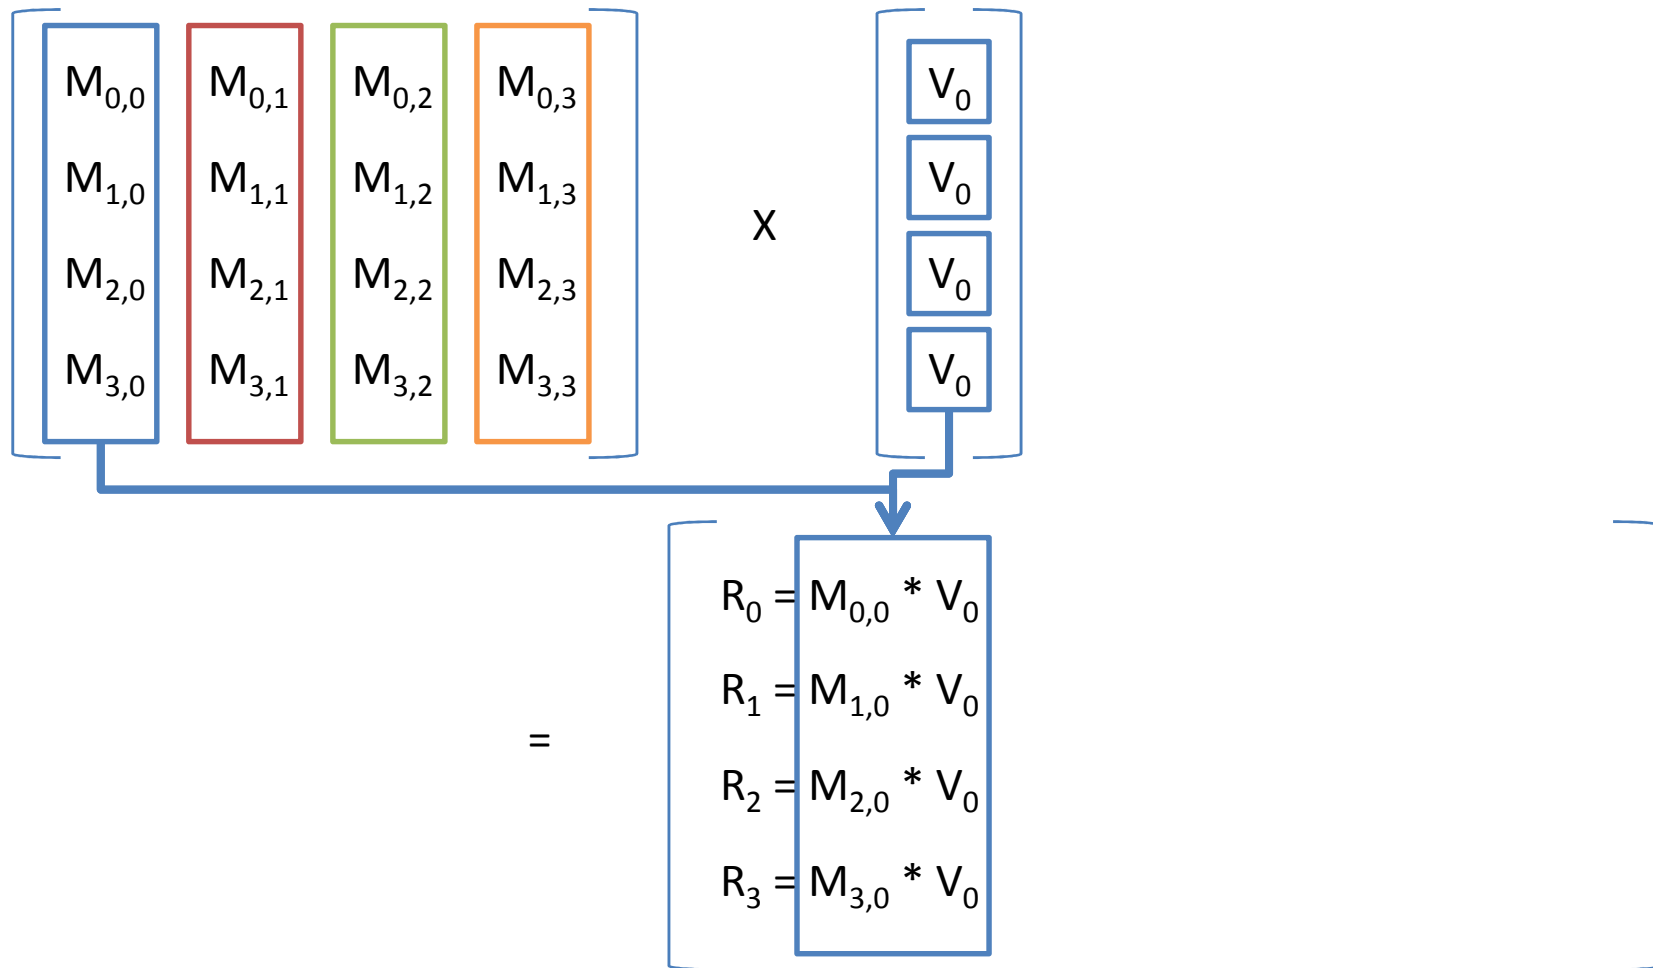 M0,0 M0,1 M0,2 M0,3 V0
M1,0 M1,1 M1,2 M1,3 V0
X
M2,0 M2,1 M2,2 M2,3 V0
M3,0 M3,1 M3,2 M3,3 V0
R0 = M0,0 * V0
R1 = M1,0 * V0
=
R2 = M2,0 * V0
R3 = M3,0 * V0